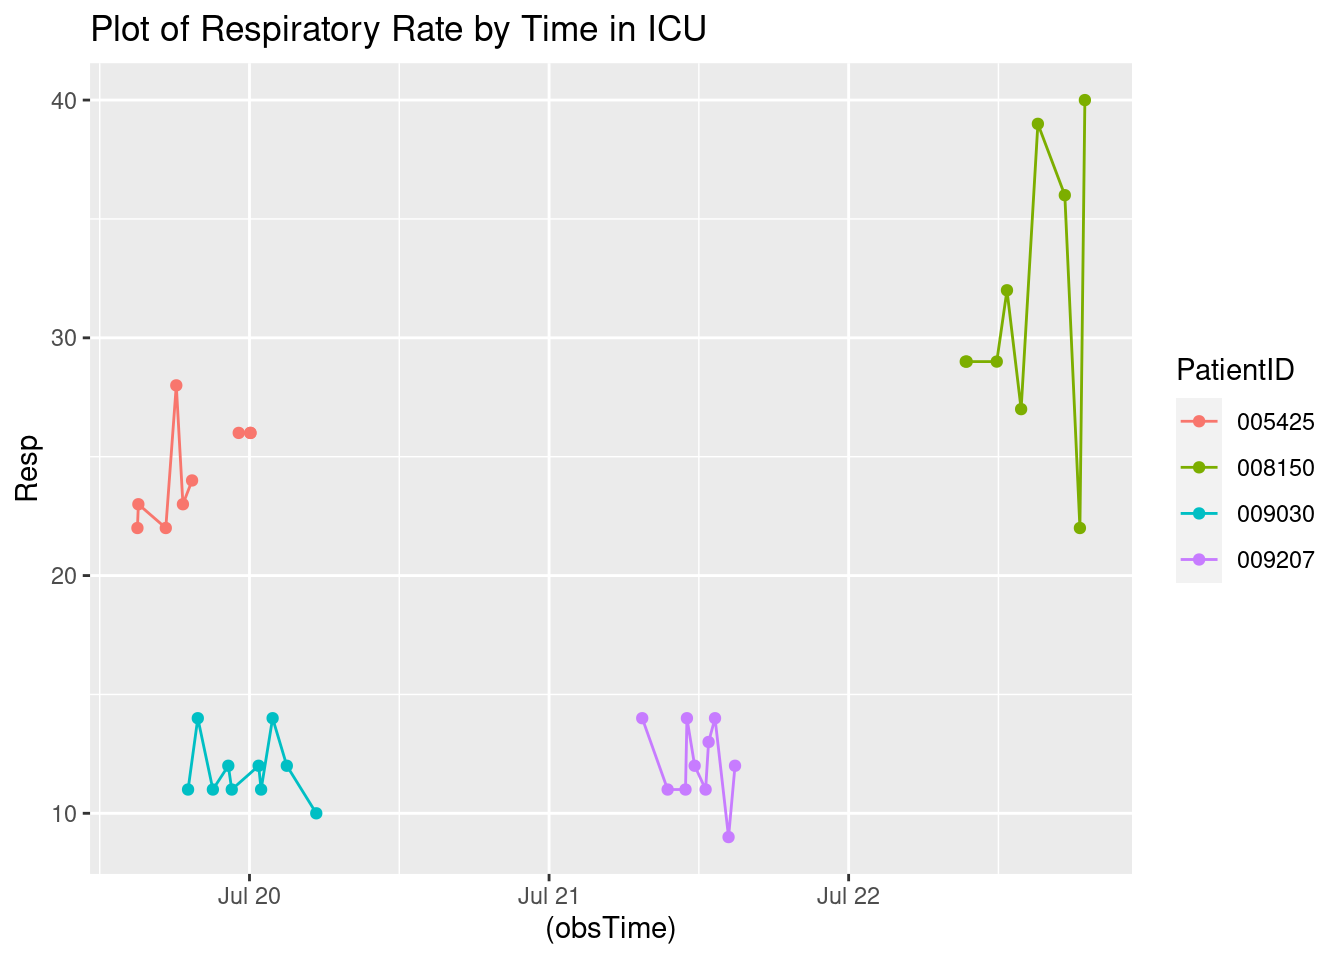 Plot of Respiratory Rate by Time in ICU
40
30
20
10
Resp
Jul 20
Jul 21
Jul 22
(obsTime)
PatientID
005425
008150
009030
009207